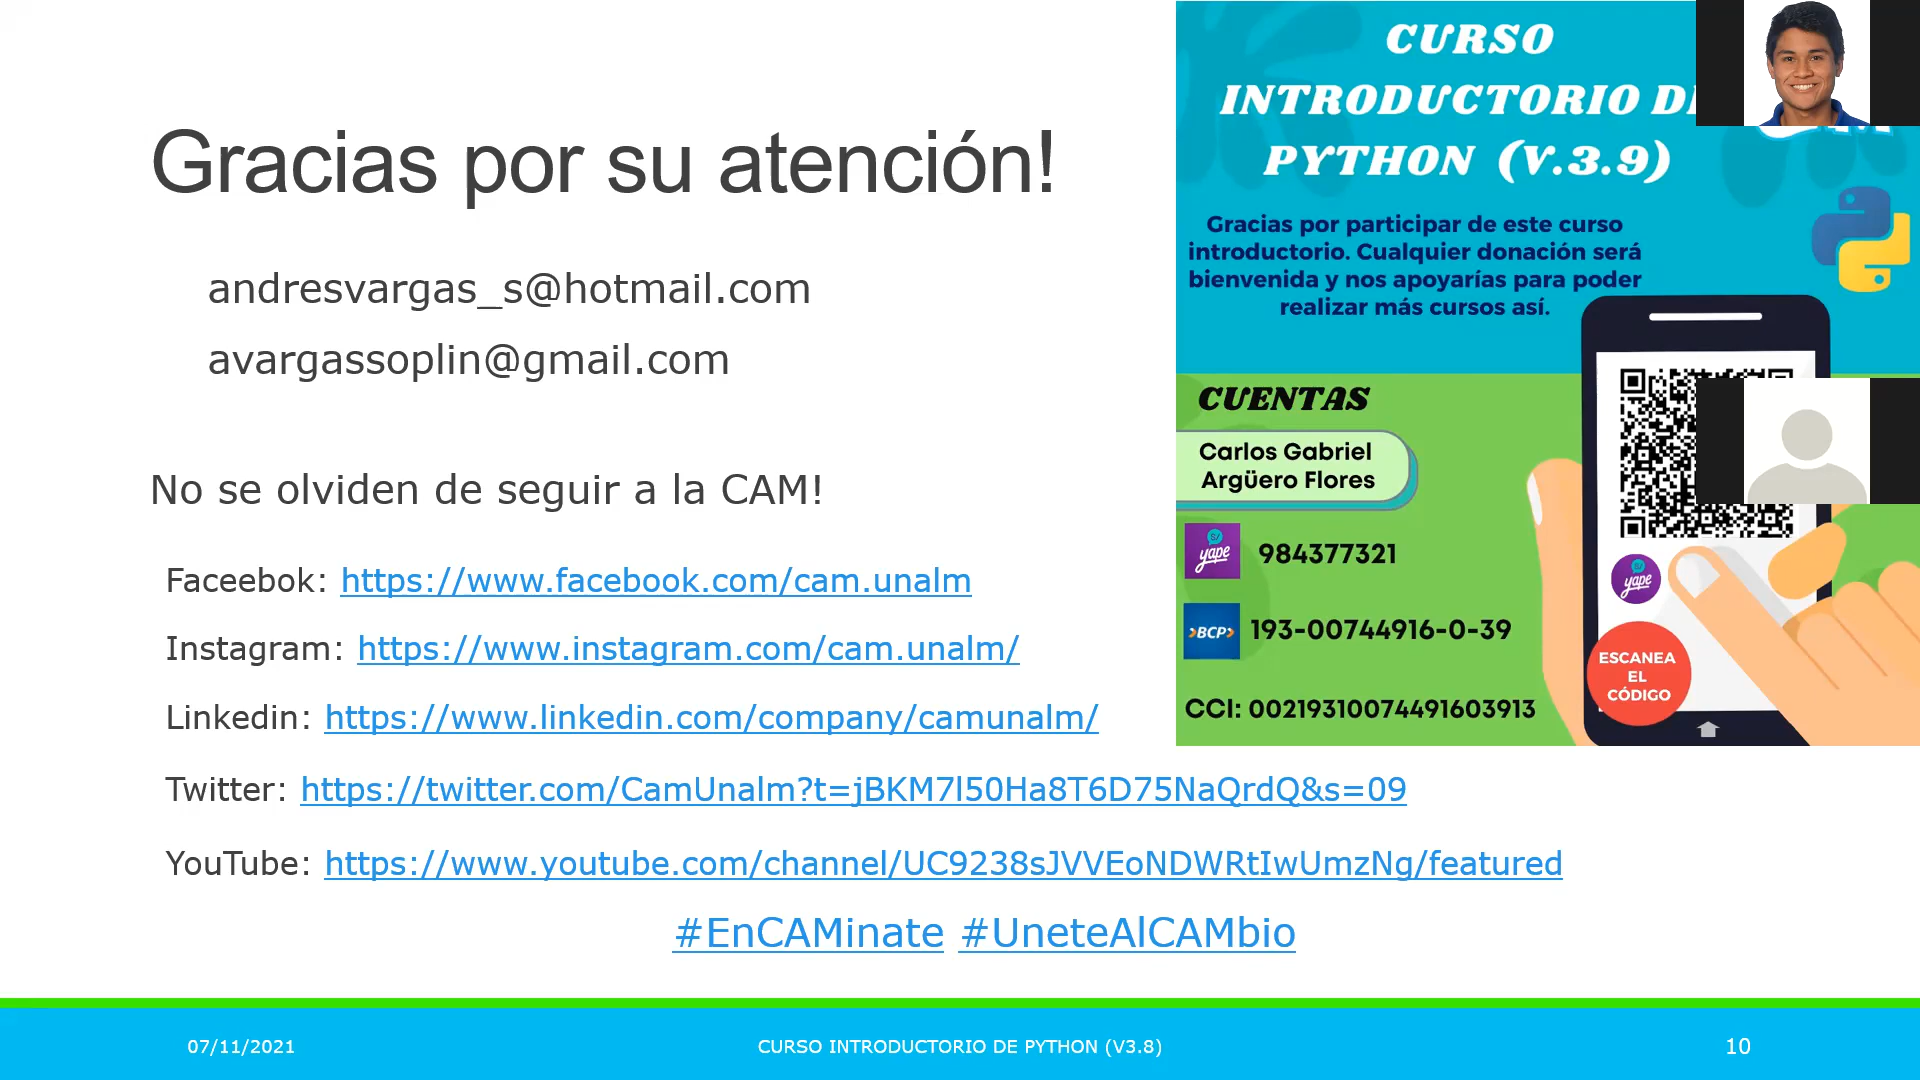 Gracias por su atención!
andresvargas_s@hotmail.com
avargassoplin@gmail.com
No se olviden de seguir a la CAM!
Faceebok: https://www.facebook.com/cam.unalm
Instagram: https://www.instagram.com/cam.unalm/
Linkedin: https://www.linkedin.com/company/camunalm/
Twitter: https://twitter.com/CamUnalm?t=jBKM7l50Ha8T6D75NaQrdQ&s=09
YouTube: https://www.youtube.com/channel/UC9238sJVVEoNDWRtIwUmzNg/featured
#EnCAMinate #UneteAlCAMbio
CURSO
INTRODUCTORIO
PYTHON (V.3.9)
Gracias por participar de este curso
introductorio. Cualquier donación será
bienvenida y nos apoyarías para poder
realizar más cursos así.
CUENTAS
Carlos Gabriel
Argüero Flores
yape 984377321
BCP 193-00744916-0-39
CCI: 00219310074491603913
yape
ESCANEA
EL
CÓDIGO
07/11/2021
CURSO INTRODUCTORIO DE PYTHON (V3.8)
10